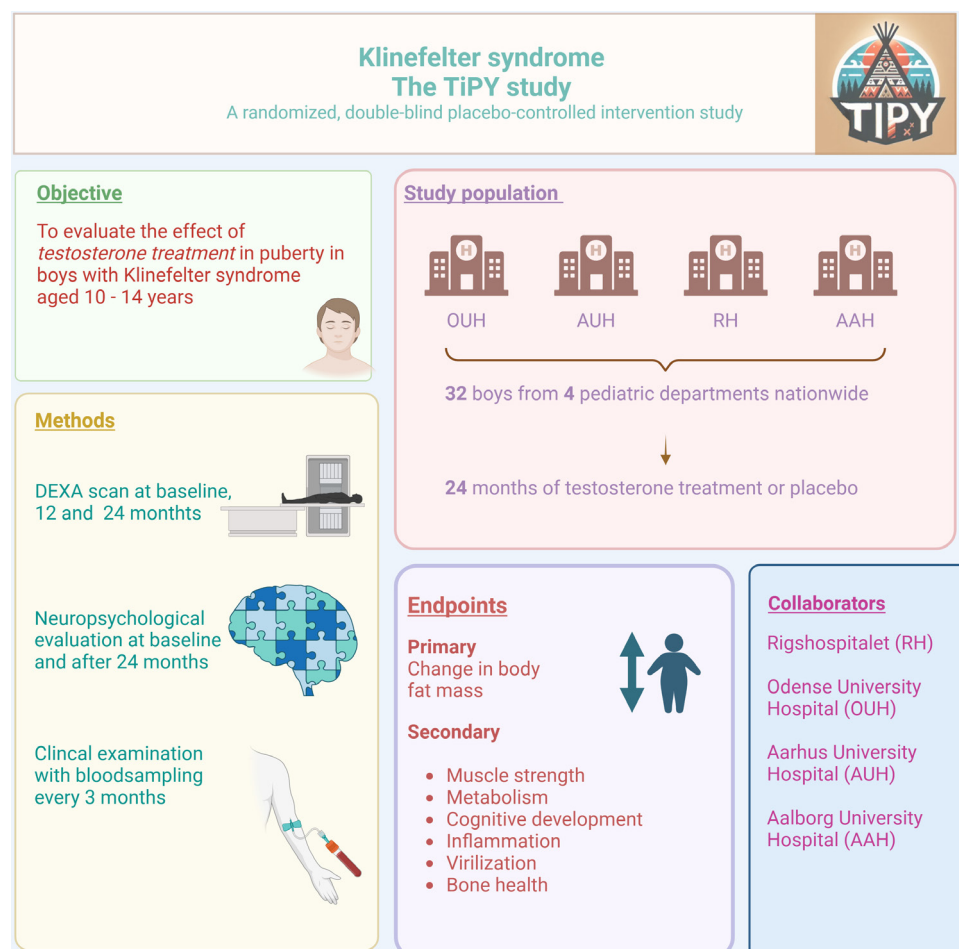 Klinefelter syndrome
The TiPY study
A randomized, double-blind placebo-controlled intervention study
TIPY
Objective
To evaluate the effect of
testosterone treatment in puberty in
boys with Klinefelter syndrome
aged 10 - 14 years
Methods
DEXA scan at baseline,
12 and 24 monthts
Neuropsychological
evaluation at baseline
and after 24 months
Clincal examination
with bloodsampling
every 3 months
Study population
H H H H
OUH AUH RH AAH
32 boys from 4 pediatric departments nationwide
24 months of testosterone treatment or placebo
Endpoints
Primary
Change in body
fat mass
Secondary
• Muscle strength
• Metabolism
• Cognitive development
• Inflammation
• Virilization
• Bone health
Collaborators
Rigshospitalet (RH)
Odense University
Hospital (OUH)
Aarhus University
Hospital (AUH)
Aalborg University
Hospital (AAH)